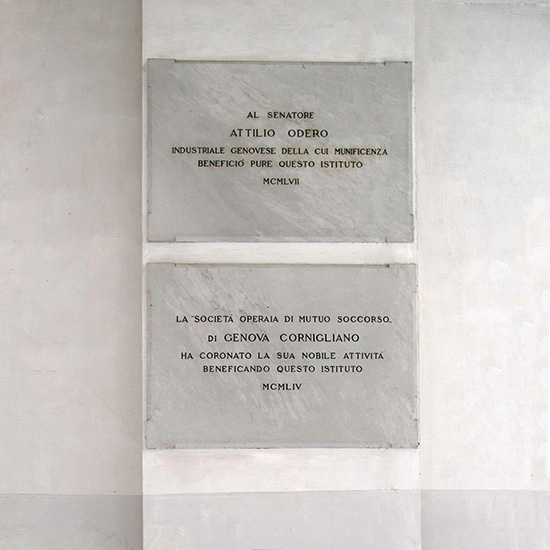 AL SENATORE
ATTILIO ODERO
INDUSTRIALE GENOVESE DELLA CUI MUNIFICENZA
BENEFICIÒ PURE QUESTO ISTITUTO
MCMLVII
LA "SOCIETÀ OPERAIA DI MUTUO SOCCORSO„
DI GENOVA CORNIGLIANO
HA CORONATO LA SUA NOBILE ATTIVITÀ
BENEFICANDO QUESTO ISTITUTO
MCMLIV